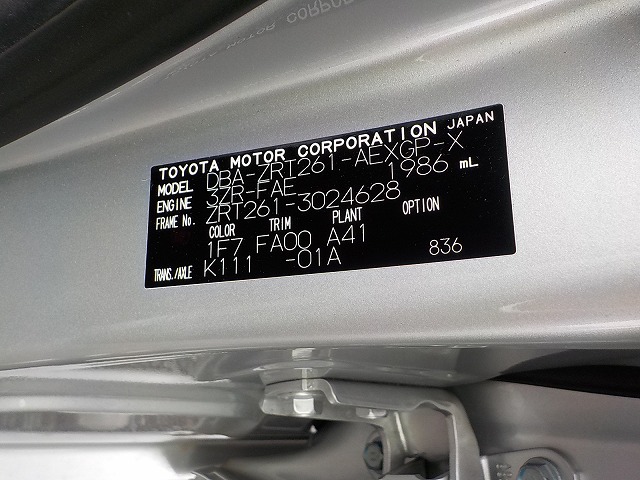 TOYOTA MOTOR CORPORATION JAPAN
MODEL DBA-ZRT261-AEXGP-X
ENGINE 3ZR-FAE 1986 mL
FRAME No. ZRT261-3024628
COLOR TRIM PLANT OPTION
1F7 FA00 A41
TRANS./AXLE K111 -01A 836